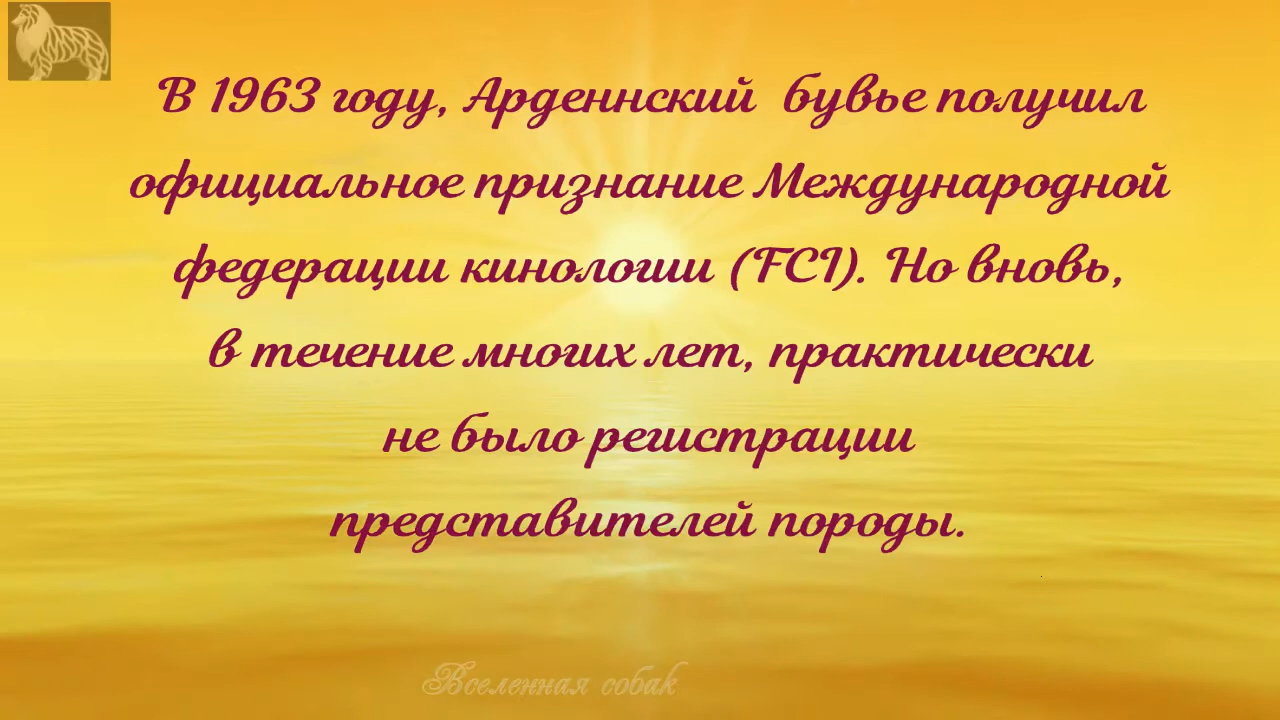 В 1963 году, Арденнский бувье получил
официальное признание Международной
федерации кинологии (FCI). Но вновь,
в течение многих лет, практически
не было регистрации
представителей породы.
Вселенная собак